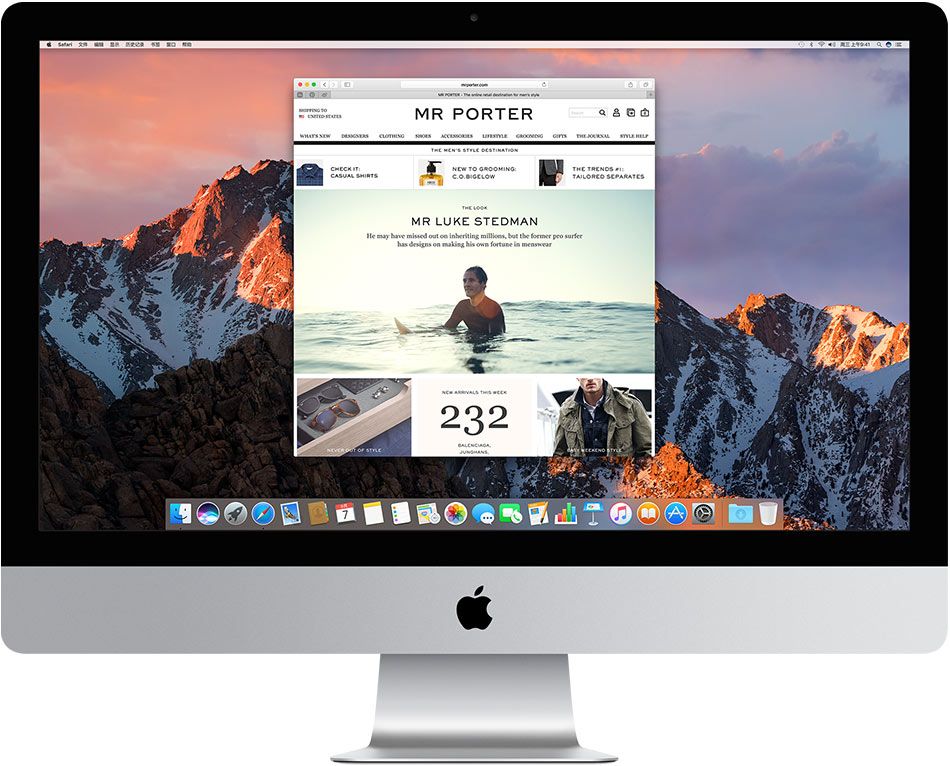 Safari 文件 编辑 显示 历史记录 书签 窗口 帮助
周三上午9:41
mrporter.com
MR PORTER - The online retail destination for men's style
SHIPPING TO
UNITED STATES
MR PORTER
Search
WHAT'S NEW DESIGNERS CLOTHING SHOES ACCESSORIES LIFESTYLE GROOMING GIFTS THE JOURNAL STYLE HELP
THE MEN'S STYLE DESTINATION
CHECK IT:
CASUAL SHIRTS
NEW TO GROOMING:
C.O.BIGELOW
THE TRENDS #1:
TAILORED SEPARATES
THE LOOK
MR LUKE STEDMAN
He may have missed out on inheriting millions, but the former pro surfer
has designs on making his own fortune in menswear
NEVER OUT OF STYLE
NEW ARRIVALS THIS WEEK
232
BALENCIAGA,
JUNGHANS,
EASY WEEKEND STYLE
7